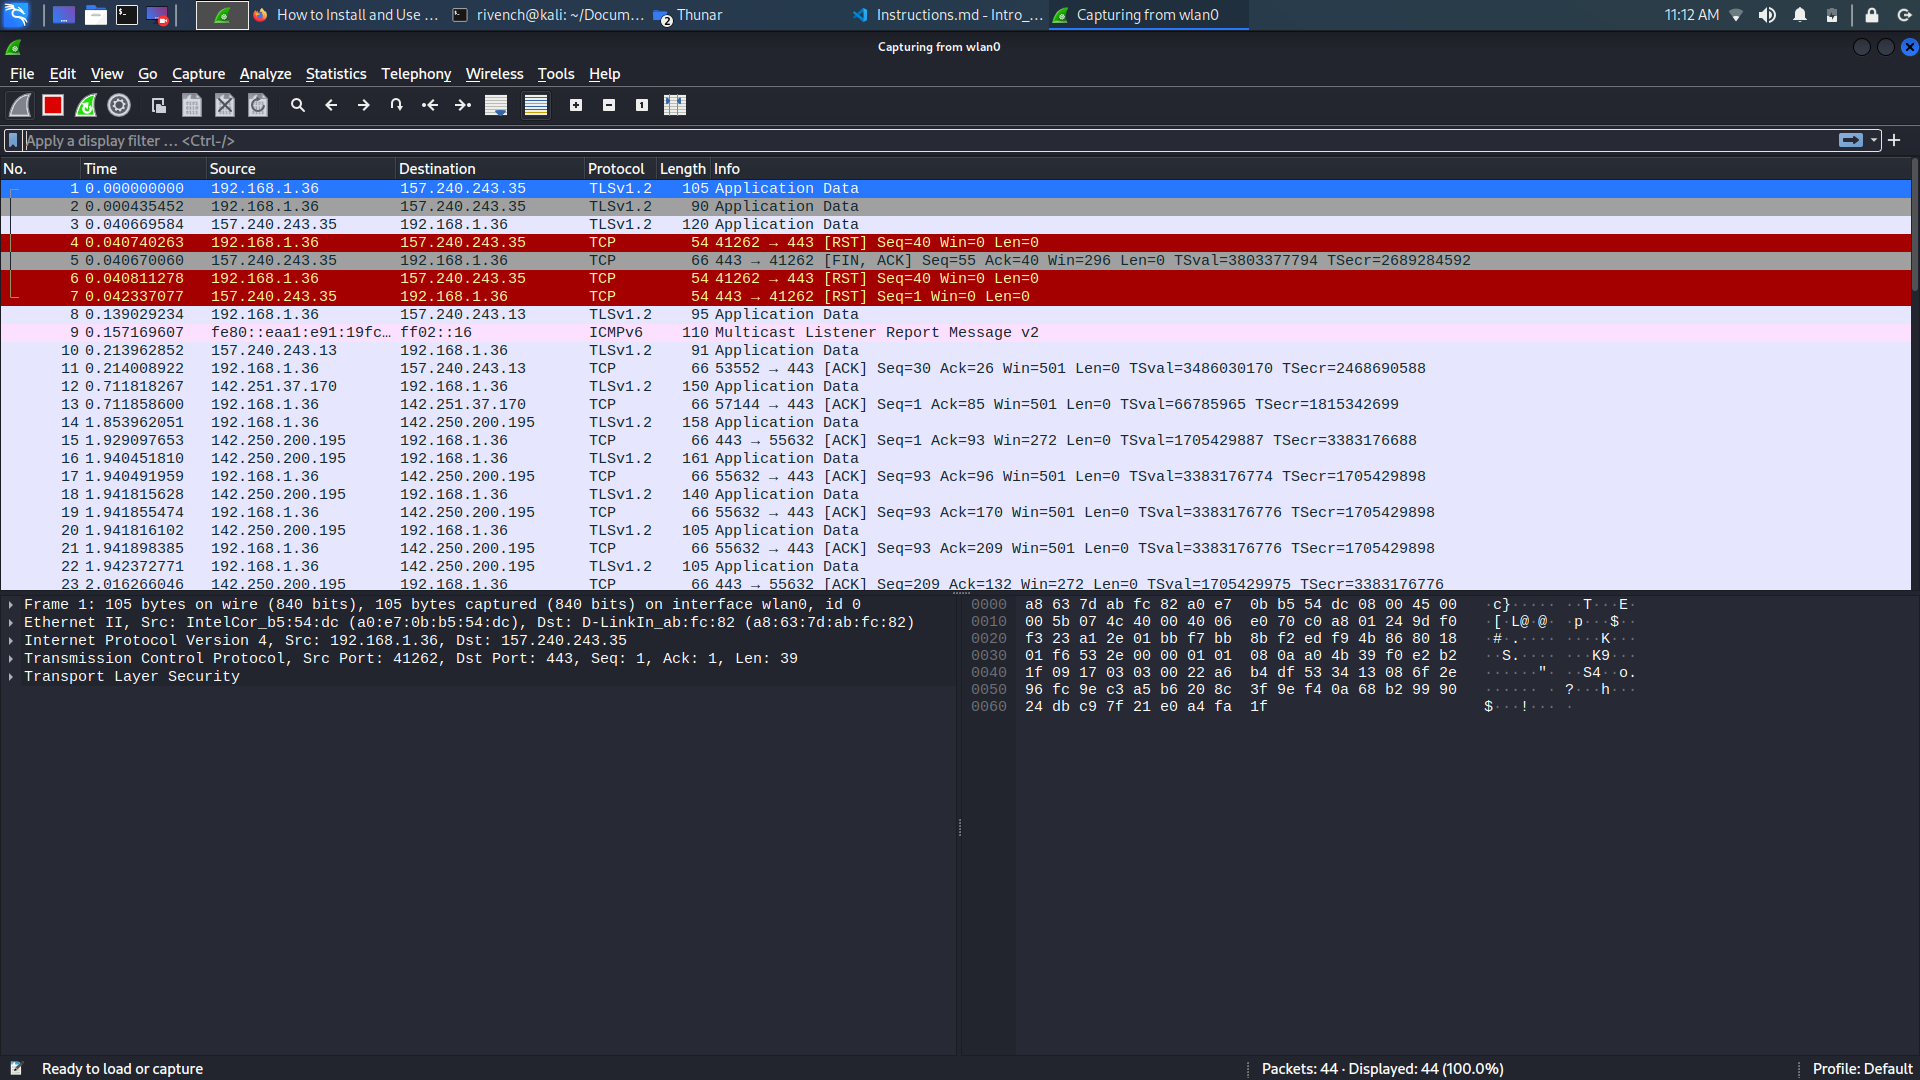 How to Install and Use ...
rivench@kali: ~/Docum...
2
Thunar
Instructions.md - Intro_...
Capturing from wlan0
11:12 AM
Capturing from wlan0
File Edit View Go Capture Analyze Statistics Telephony Wireless Tools Help
Apply a display filter ... <Ctrl-/>
No. Time Source Destination Protocol Length Info
1 0.000000000 192.168.1.36 157.240.243.35 TLSv1.2 105 Application Data
2 0.000435452 192.168.1.36 157.240.243.35 TLSv1.2 90 Application Data
3 0.040669584 157.240.243.35 192.168.1.36 TLSv1.2 120 Application Data
4 0.040740263 192.168.1.36 157.240.243.35 TCP 54 41262 → 443 [RST] Seq=40 Win=0 Len=0
5 0.040670060 157.240.243.35 192.168.1.36 TCP 66 443 → 41262 [FIN, ACK] Seq=55 Ack=40 Win=296 Len=0 TSval=3803377794 TSecr=2689284592
6 0.040811278 192.168.1.36 157.240.243.35 TCP 54 41262 → 443 [RST] Seq=40 Win=0 Len=0
7 0.042337077 157.240.243.35 192.168.1.36 TCP 54 443 → 41262 [RST] Seq=1 Win=0 Len=0
8 0.139029234 192.168.1.36 157.240.243.13 TLSv1.2 95 Application Data
9 0.157169607 fe80::eaa1:e91:19fc... ff02::16 ICMPv6 110 Multicast Listener Report Message v2
10 0.213962852 157.240.243.13 192.168.1.36 TLSv1.2 91 Application Data
11 0.214008922 192.168.1.36 157.240.243.13 TCP 66 53552 → 443 [ACK] Seq=30 Ack=26 Win=501 Len=0 TSval=3486030170 TSecr=2468690588
12 0.711818267 142.251.37.170 192.168.1.36 TLSv1.2 150 Application Data
13 0.711858600 192.168.1.36 142.251.37.170 TCP 66 57144 → 443 [ACK] Seq=1 Ack=85 Win=501 Len=0 TSval=66785965 TSecr=1815342699
14 1.853962051 192.168.1.36 142.250.200.195 TLSv1.2 158 Application Data
15 1.929097653 142.250.200.195 192.168.1.36 TCP 66 443 → 55632 [ACK] Seq=1 Ack=93 Win=272 Len=0 TSval=1705429887 TSecr=3383176688
16 1.940451810 142.250.200.195 192.168.1.36 TLSv1.2 161 Application Data
17 1.940491959 192.168.1.36 142.250.200.195 TCP 66 55632 → 443 [ACK] Seq=93 Ack=96 Win=501 Len=0 TSval=3383176774 TSecr=1705429898
18 1.941815628 142.250.200.195 192.168.1.36 TLSv1.2 140 Application Data
19 1.941855474 192.168.1.36 142.250.200.195 TCP 66 55632 → 443 [ACK] Seq=93 Ack=170 Win=501 Len=0 TSval=3383176776 TSecr=1705429898
20 1.941816102 142.250.200.195 192.168.1.36 TLSv1.2 105 Application Data
21 1.941898385 192.168.1.36 142.250.200.195 TCP 66 55632 → 443 [ACK] Seq=93 Ack=209 Win=501 Len=0 TSval=3383176776 TSecr=1705429898
22 1.942372771 192.168.1.36 142.250.200.195 TLSv1.2 105 Application Data
23 2.016266046 142.250.200.195 192.168.1.36 TCP 66 443 → 55632 [ACK] Seq=209 Ack=132 Win=272 Len=0 TSval=1705429975 TSecr=3383176776
Frame 1: 105 bytes on wire (840 bits), 105 bytes captured (840 bits) on interface wlan0, id 0
Ethernet II, Src: IntelCor_b5:54:dc (a0:e7:0b:b5:54:dc), Dst: D-LinkIn_ab:fc:82 (a8:63:7d:ab:fc:82)
Internet Protocol Version 4, Src: 192.168.1.36, Dst: 157.240.243.35
Transmission Control Protocol, Src Port: 41262, Dst Port: 443, Seq: 1, Ack: 1, Len: 39
Transport Layer Security
0000 a8 63 7d ab fc 82 a0 e7 0b b5 54 dc 08 00 45 00 ·c}····· ··T···E·
0010 00 5b 07 4c 40 00 40 06 e0 70 c0 a8 01 24 9d f0 ·[·L@·@· ·p···$··
0020 f3 23 a1 2e 01 bb f7 bb 8b f2 ed f9 4b 86 80 18 ·#·.···· ····K···
0030 01 f6 53 2e 00 00 01 01 08 0a a0 4b 39 f0 e2 b2 ··S.···· ···K9···
0040 1f 09 17 03 03 00 22 a6 b4 df 53 34 13 08 6f 2e ······"· ··S4··o.
0050 96 fc 9e c3 a5 b6 20 8c 3f 9e f4 0a 68 b2 99 90 ······ · ?···h···
0060 24 db c9 7f 21 e0 a4 fa 1f $···!··· ·
Ready to load or capture
Packets: 44 · Displayed: 44 (100.0%)
Profile: Default